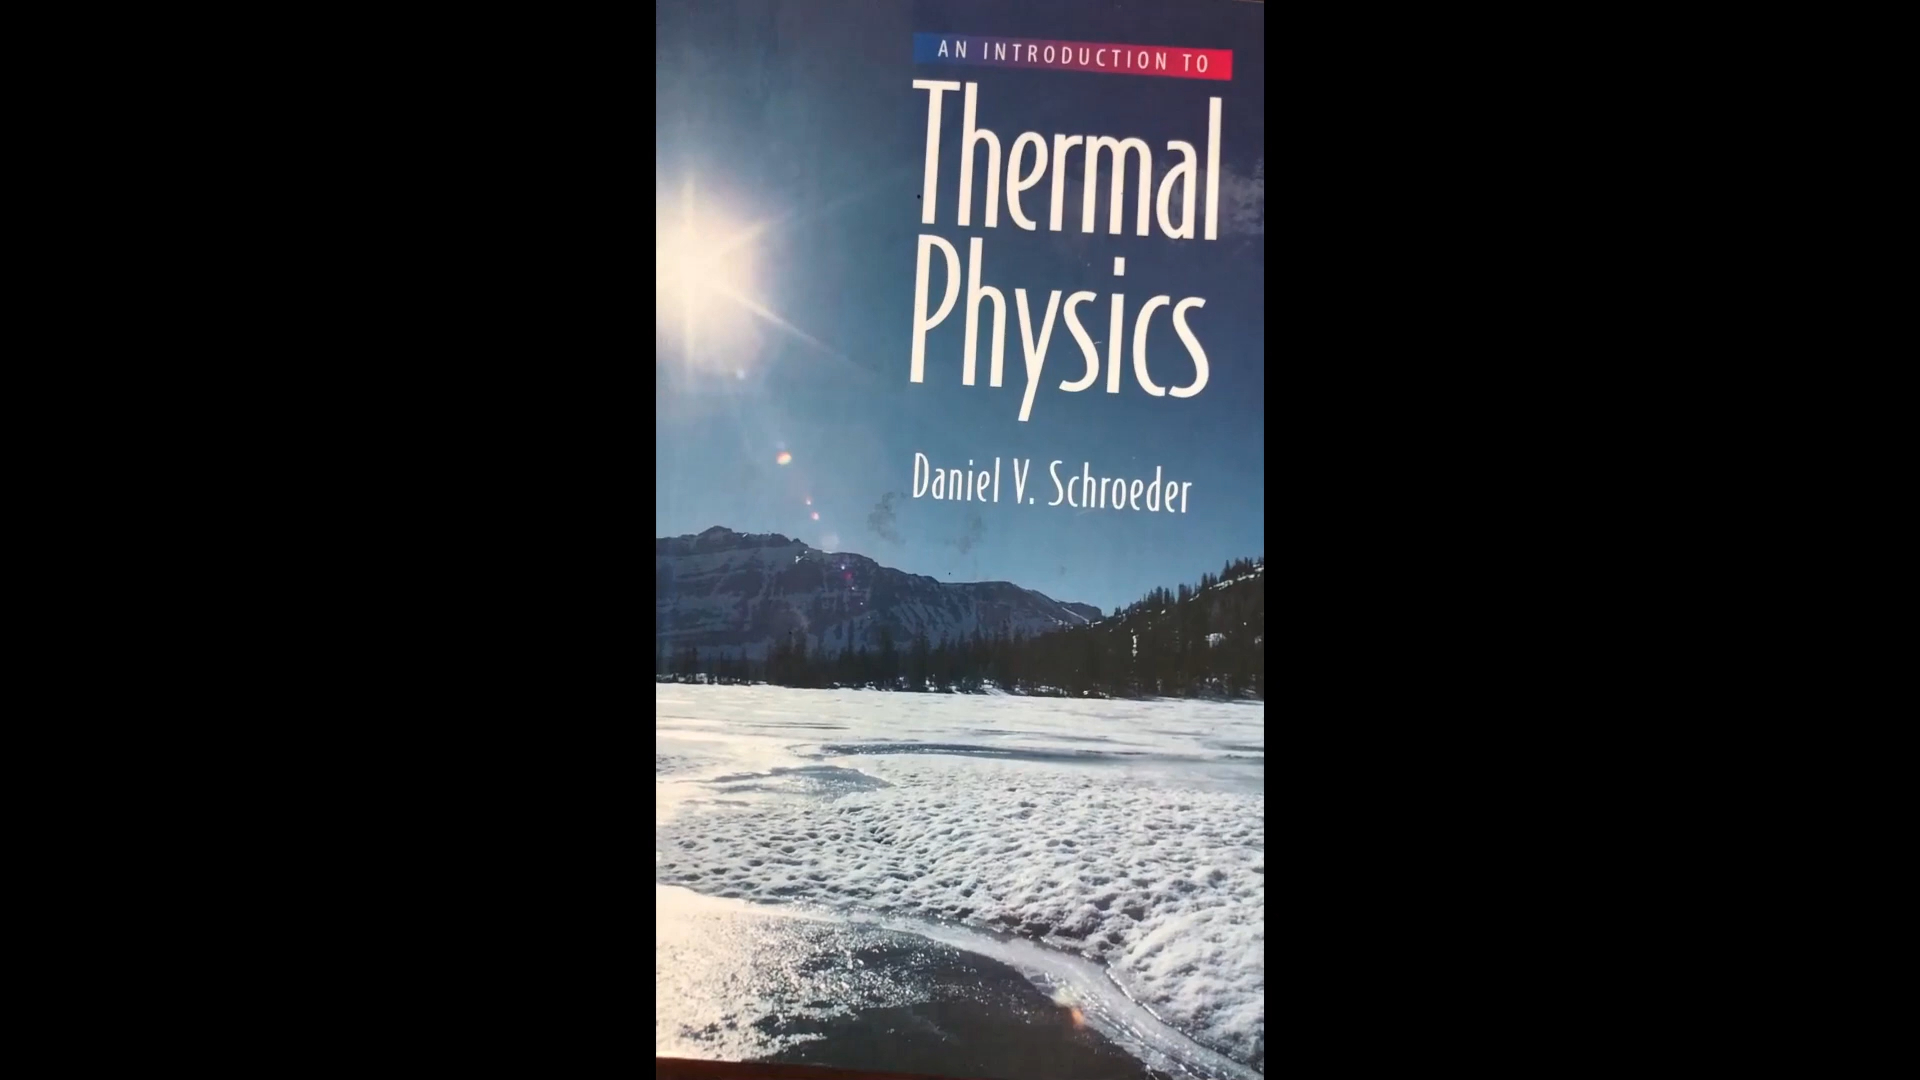 AN INTRODUCTION TO
Thermal
Physics
Daniel V. Schroeder